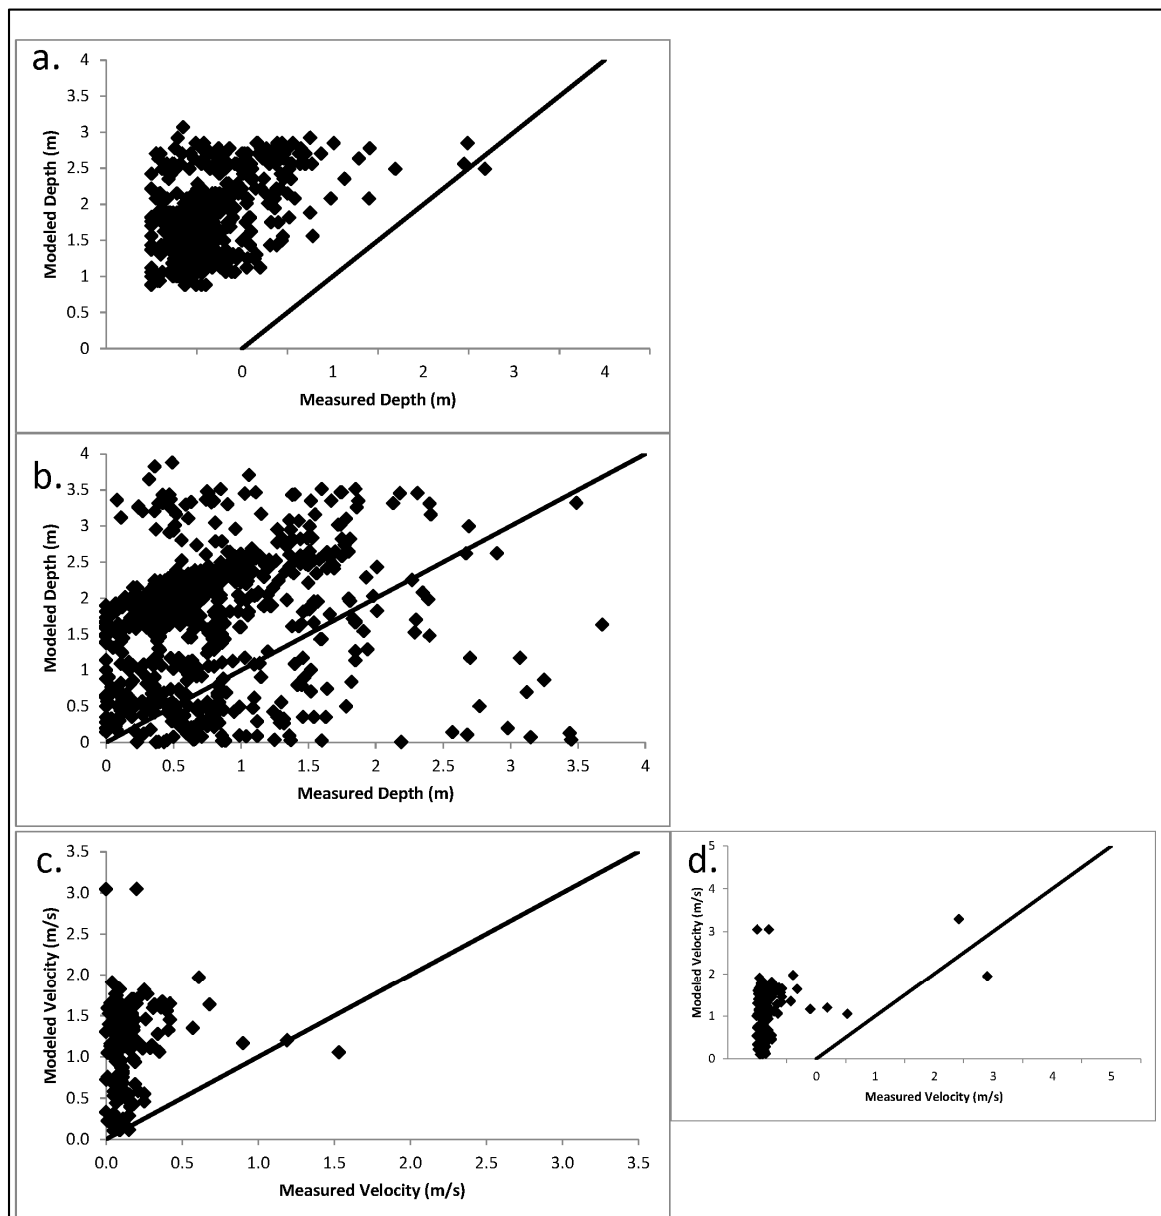 a.
4
3.5
3
2.5
2
1.5
1
0.5
0
Modeled Depth (m)
0 1 2 3 4
Measured Depth (m)
b.
4
3.5
3
2.5
2
1.5
1
0.5
0
Modeled Depth (m)
0 0.5 1 1.5 2 2.5 3 3.5 4
Measured Depth (m)
c.
3.5
3.0
2.5
2.0
1.5
1.0
0.5
0.0
Modeled Velocity (m/s)
0.0 0.5 1.0 1.5 2.0 2.5 3.0 3.5
Measured Velocity (m/s)
d.
5
4
3
2
1
0
Modeled Velocity (m/s)
0 1 2 3 4 5
Measured Velocity (m/s)